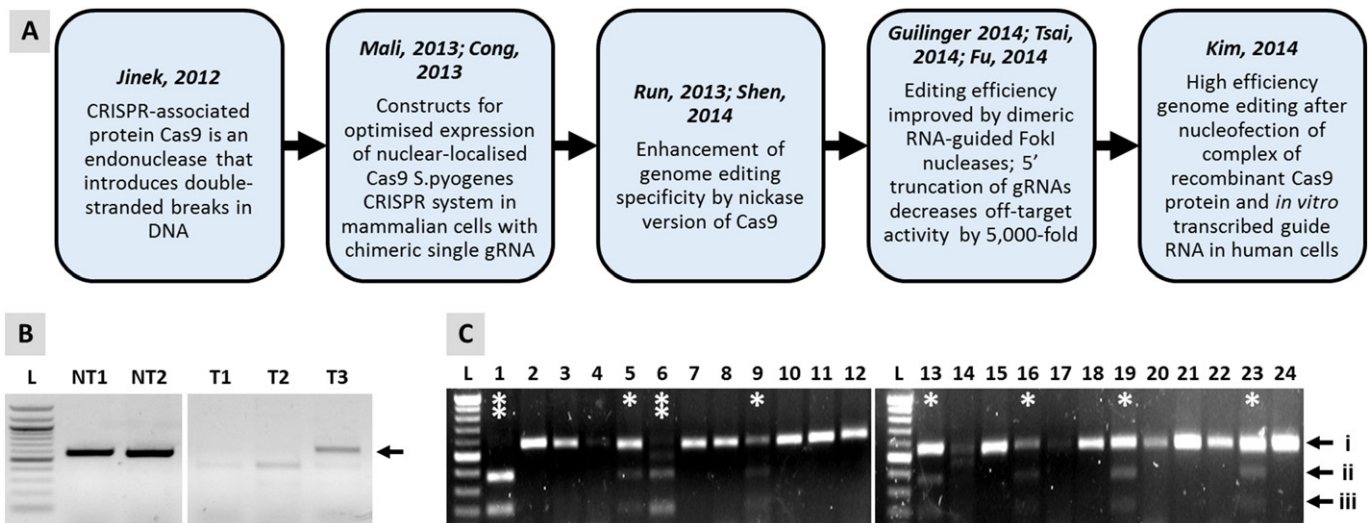 A
Jinek, 2012
CRISPR-associated
protein Cas9 is an
endonuclease that
introduces double-
stranded breaks in
DNA
Mali, 2013; Cong,
2013
Constructs for
optimised expression
of nuclear-localised
Cas9 S.pyogenes
CRISPR system in
mammalian cells with
chimeric single gRNA
Run, 2013; Shen,
2014
Enhancement of
genome editing
specificity by nickase
version of Cas9
Guilinger 2014; Tsai,
2014; Fu, 2014
Editing efficiency
improved by dimeric
RNA-guided FokI
nucleases; 5’
truncation of gRNAs
decreases off-target
activity by 5,000-fold
Kim, 2014
High efficiency
genome editing after
nucleofection of
complex of
recombinant Cas9
protein and in vitro
transcribed guide
RNA in human cells
B
L NT1 NT2 T1 T2 T3
C
L 1 2 3 4 5 6 7 8 9 10 11 12 L 13 14 15 16 17 18 19 20 21 22 23 24
* * * * * * * *
* *
i
ii
iii